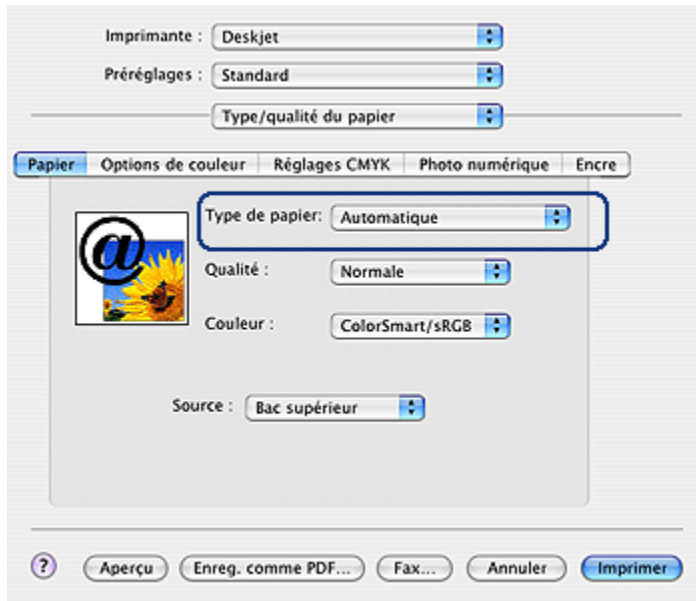 Imprimante : Deskjet
Préréglages : Standard
Type/qualité du papier
Papier Options de couleur Réglages CMYK Photo numérique Encre
Type de papier: Automatique
@
Qualité : Normale
Couleur : ColorSmart/sRGB
Source : Bac supérieur
? Aperçu Enreg. comme PDF... Fax... Annuler Imprimer